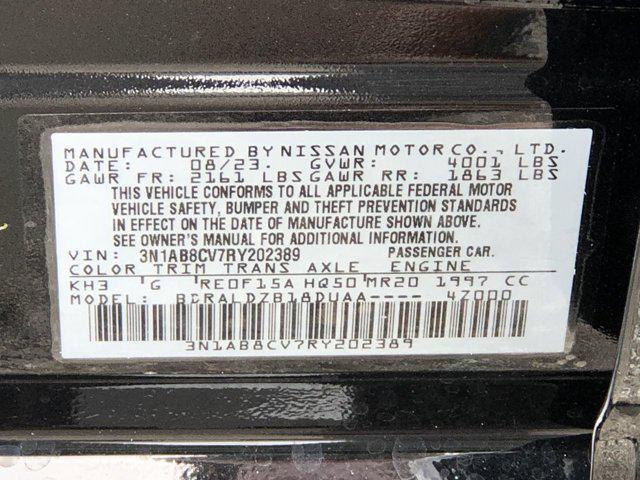 MANUFACTURED BY NISSAN MOTOR CO., LTD.
DATE: 08/23. GVWR: 4001 LBS
GAWR FR: 2161 LBS GAWR RR: 1863 LBS
THIS VEHICLE CONFORMS TO ALL APPLICABLE FEDERAL MOTOR
VEHICLE SAFETY, BUMPER AND THEFT PREVENTION STANDARDS
IN EFFECT ON THE DATE OF MANUFACTURE SHOWN ABOVE.
SEE OWNER'S MANUAL FOR ADDITIONAL INFORMATION.
VIN: 3N1AB8CV7RY202389 PASSENGER CAR.
COLOR TRIM TRANS AXLE ENGINE
KH3 G RE0F15A HQ50 MR20 1997 CC
MODEL: BDRALDZB18DUAA---- 4Z000
3N1AB8CV7RY202389